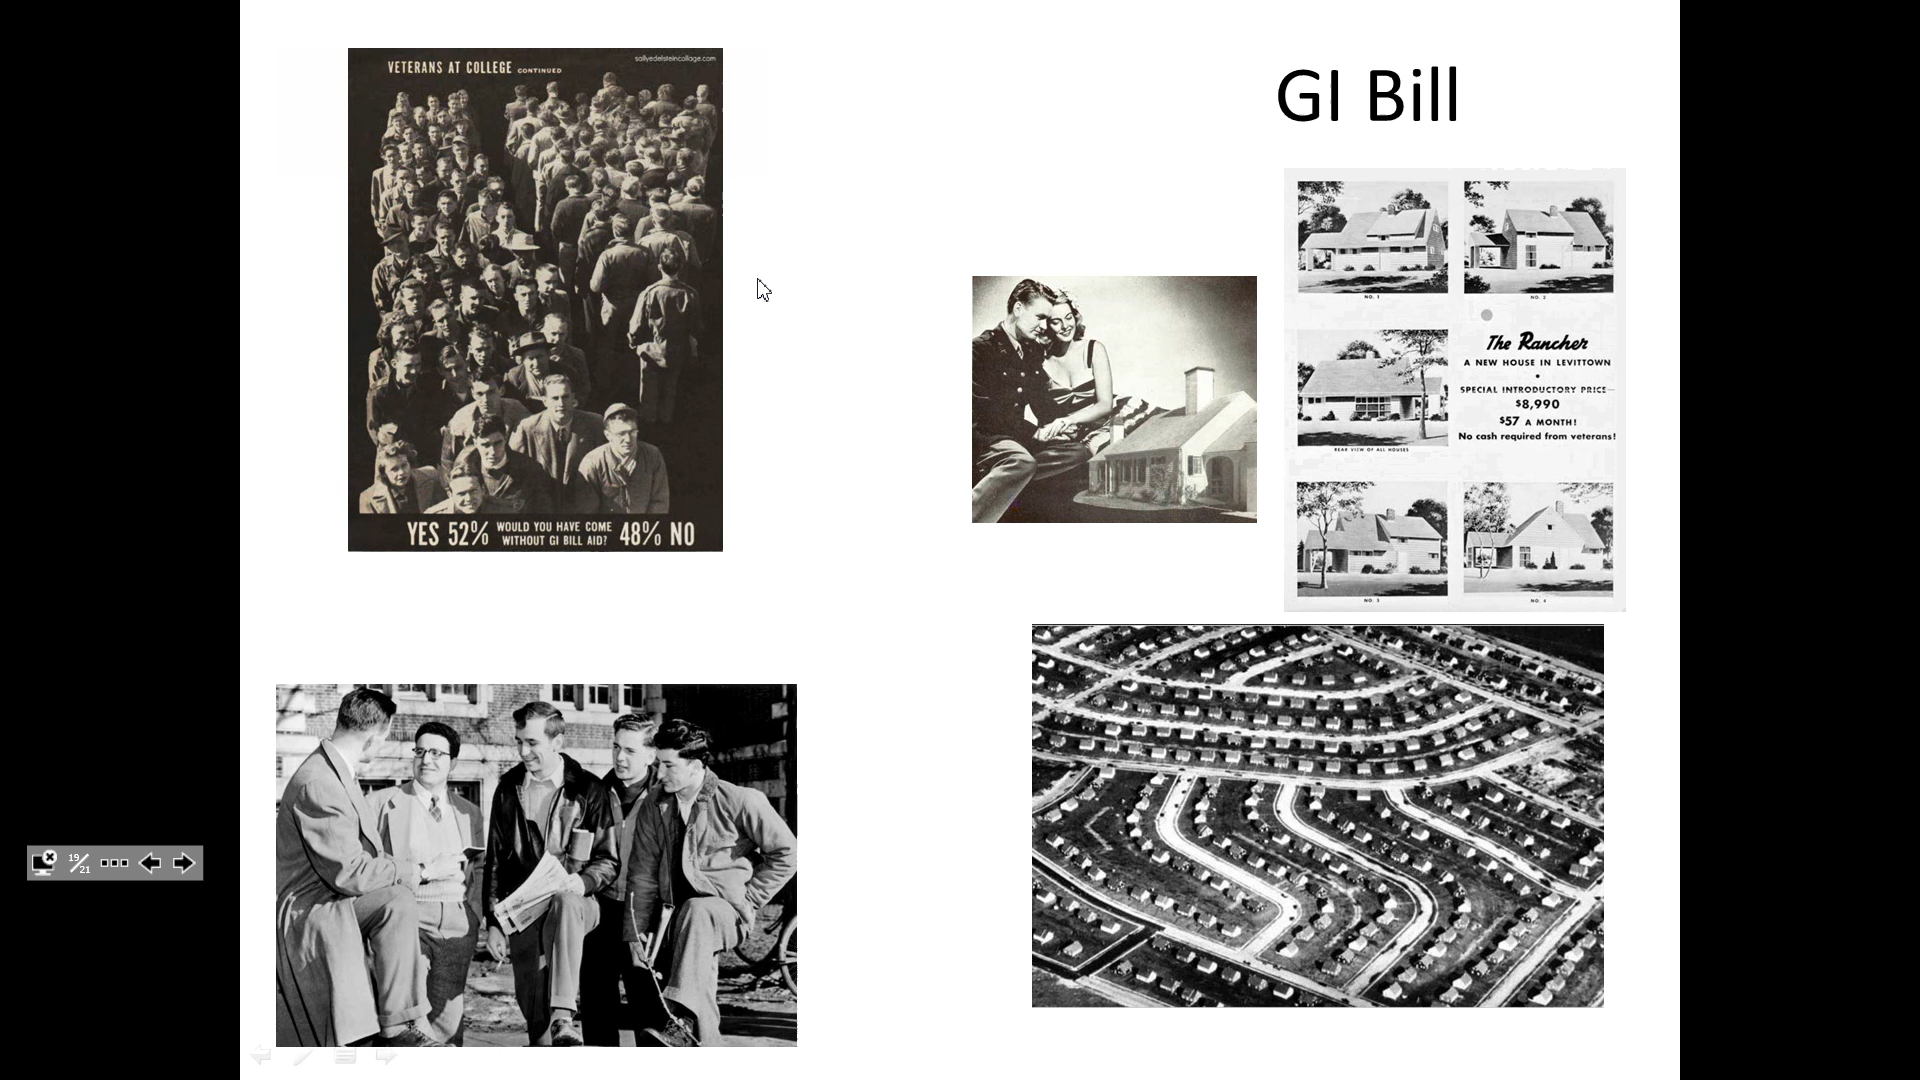 GI Bill
VETERANS AT COLLEGE CONTINUED
sallyedelsteincollage.com
YES 52% WOULD YOU HAVE COME WITHOUT GI BILL AID? 48% NO
NO. 1
NO. 2
The Rancher
A NEW HOUSE IN LEVITTOWN
•
SPECIAL INTRODUCTORY PRICE—
$8,990
$57 A MONTH!
No cash required from veterans!
REAR VIEW OF ALL HOUSES
NO. 3
NO. 4
19/21